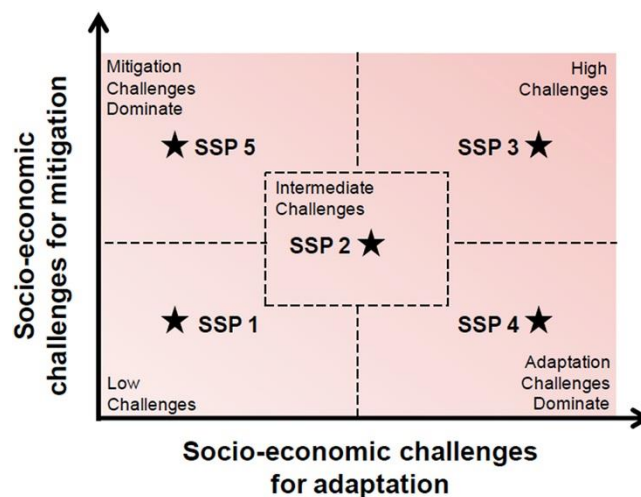 Mitigation
Challenges
Dominate
High
Challenges
SSP 5
SSP 3
Intermediate
Challenges
SSP 2
SSP 1
SSP 4
Low
Challenges
Adaptation
Challenges
Dominate
Socio-economic
challenges for mitigation
Socio-economic challenges
for adaptation